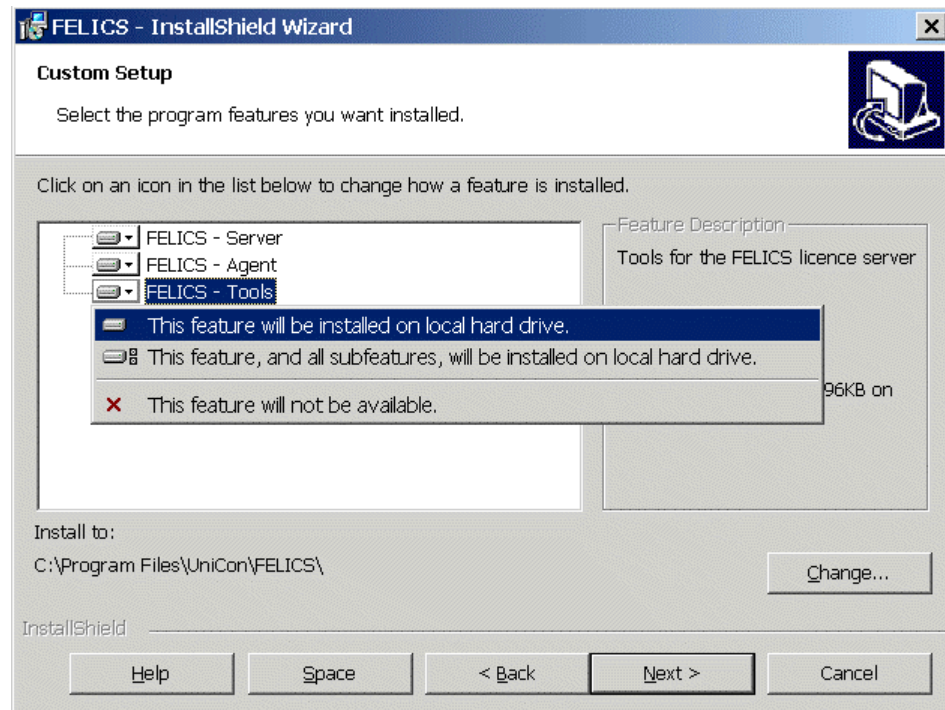 FELICS - InstallShield Wizard
Custom Setup
Select the program features you want installed.
Click on an icon in the list below to change how a feature is installed.
FELICS - Server
FELICS - Agent
FELICS - Tools
Feature Description
Tools for the FELICS licence server
This feature will be installed on local hard drive.
This feature, and all subfeatures, will be installed on local hard drive.
This feature will not be available.
96KB on
Install to:
C:\Program Files\UniCon\FELICS\
Change...
InstallShield
Help
Space
< Back
Next >
Cancel